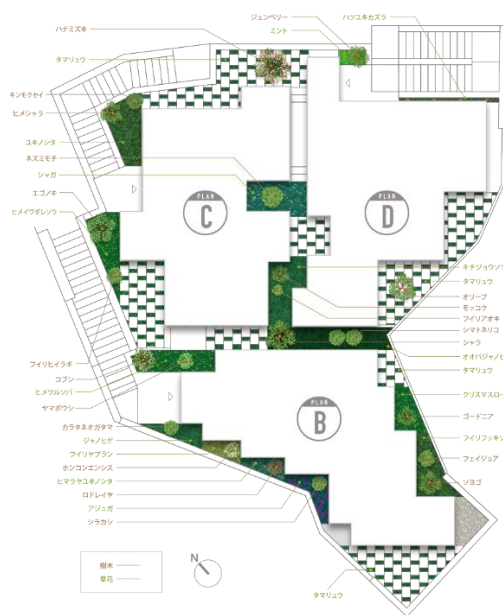 ハナミズキ
ジューンベリー
ハツユキカズラ
タマリュウ
ミント
キンモクセイ
ヒメシャラ
ユキノシタ
ネズミモチ
シャガ
エゴノキ
ヒメイワダレソウ
PLAN
C
PLAN
D
キチジョウソウ
タマリュウ
オリーブ
モッコク
フイリアオキ
シマトネリコ
シャラ
オオバジャノヒ
タマリュウ
フイリヒイラギ
コブシ
ヒメツルソバ
ヤマボウシ
PLAN
B
クリスマスロー
ゴードニア
フイリフッキソ
フェイジョア
ソヨゴ
カラタネオガタマ
ジャノヒゲ
フイリヤブラン
ホンコンエンシス
ヒマラヤユキノシタ
ロドレイヤ
アジュガ
シラカシ
樹木
草花
N
タマリュウ